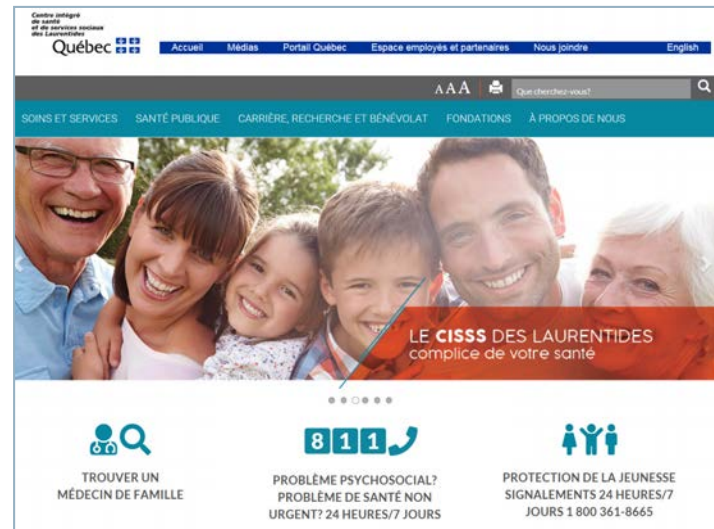 Centre intégré
de santé
et de services sociaux
des Laurentides
Québec
Accueil Médias Portail Québec Espace employés et partenaires Nous joindre English
A A A Que cherchez-vous?
SOINS ET SERVICES SANTÉ PUBLIQUE CARRIÈRE, RECHERCHE ET BÉNÉVOLAT FONDATIONS À PROPOS DE NOUS
LE CISSS DES LAURENTIDES
complice de votre santé
TROUVER UN
MÉDECIN DE FAMILLE
811
PROBLÈME PSYCHOSOCIAL?
PROBLÈME DE SANTÉ NON
URGENT? 24 HEURES/7 JOURS
PROTECTION DE LA JEUNESSE
SIGNALEMENTS 24 HEURES/7
JOURS 1 800 361-8665